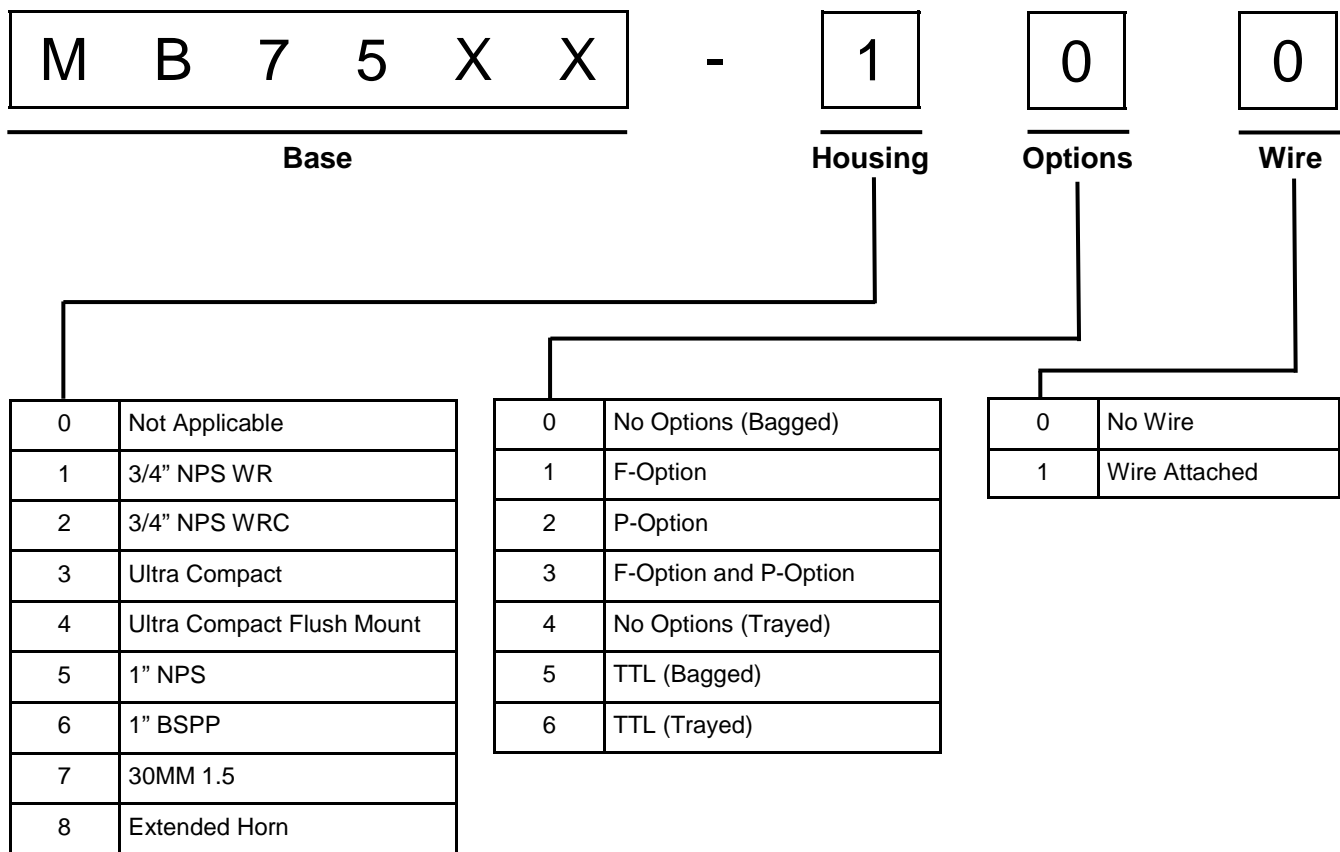 M B 7 5 X X - 1 0 0
Base Housing Options Wire
0 Not Applicable
1 3/4” NPS WR
2 3/4” NPS WRC
3 Ultra Compact
4 Ultra Compact Flush Mount
5 1” NPS
6 1” BSPP
7 30MM 1.5
8 Extended Horn
0 No Options (Bagged)
1 F-Option
2 P-Option
3 F-Option and P-Option
4 No Options (Trayed)
5 TTL (Bagged)
6 TTL (Trayed)
0 No Wire
1 Wire Attached